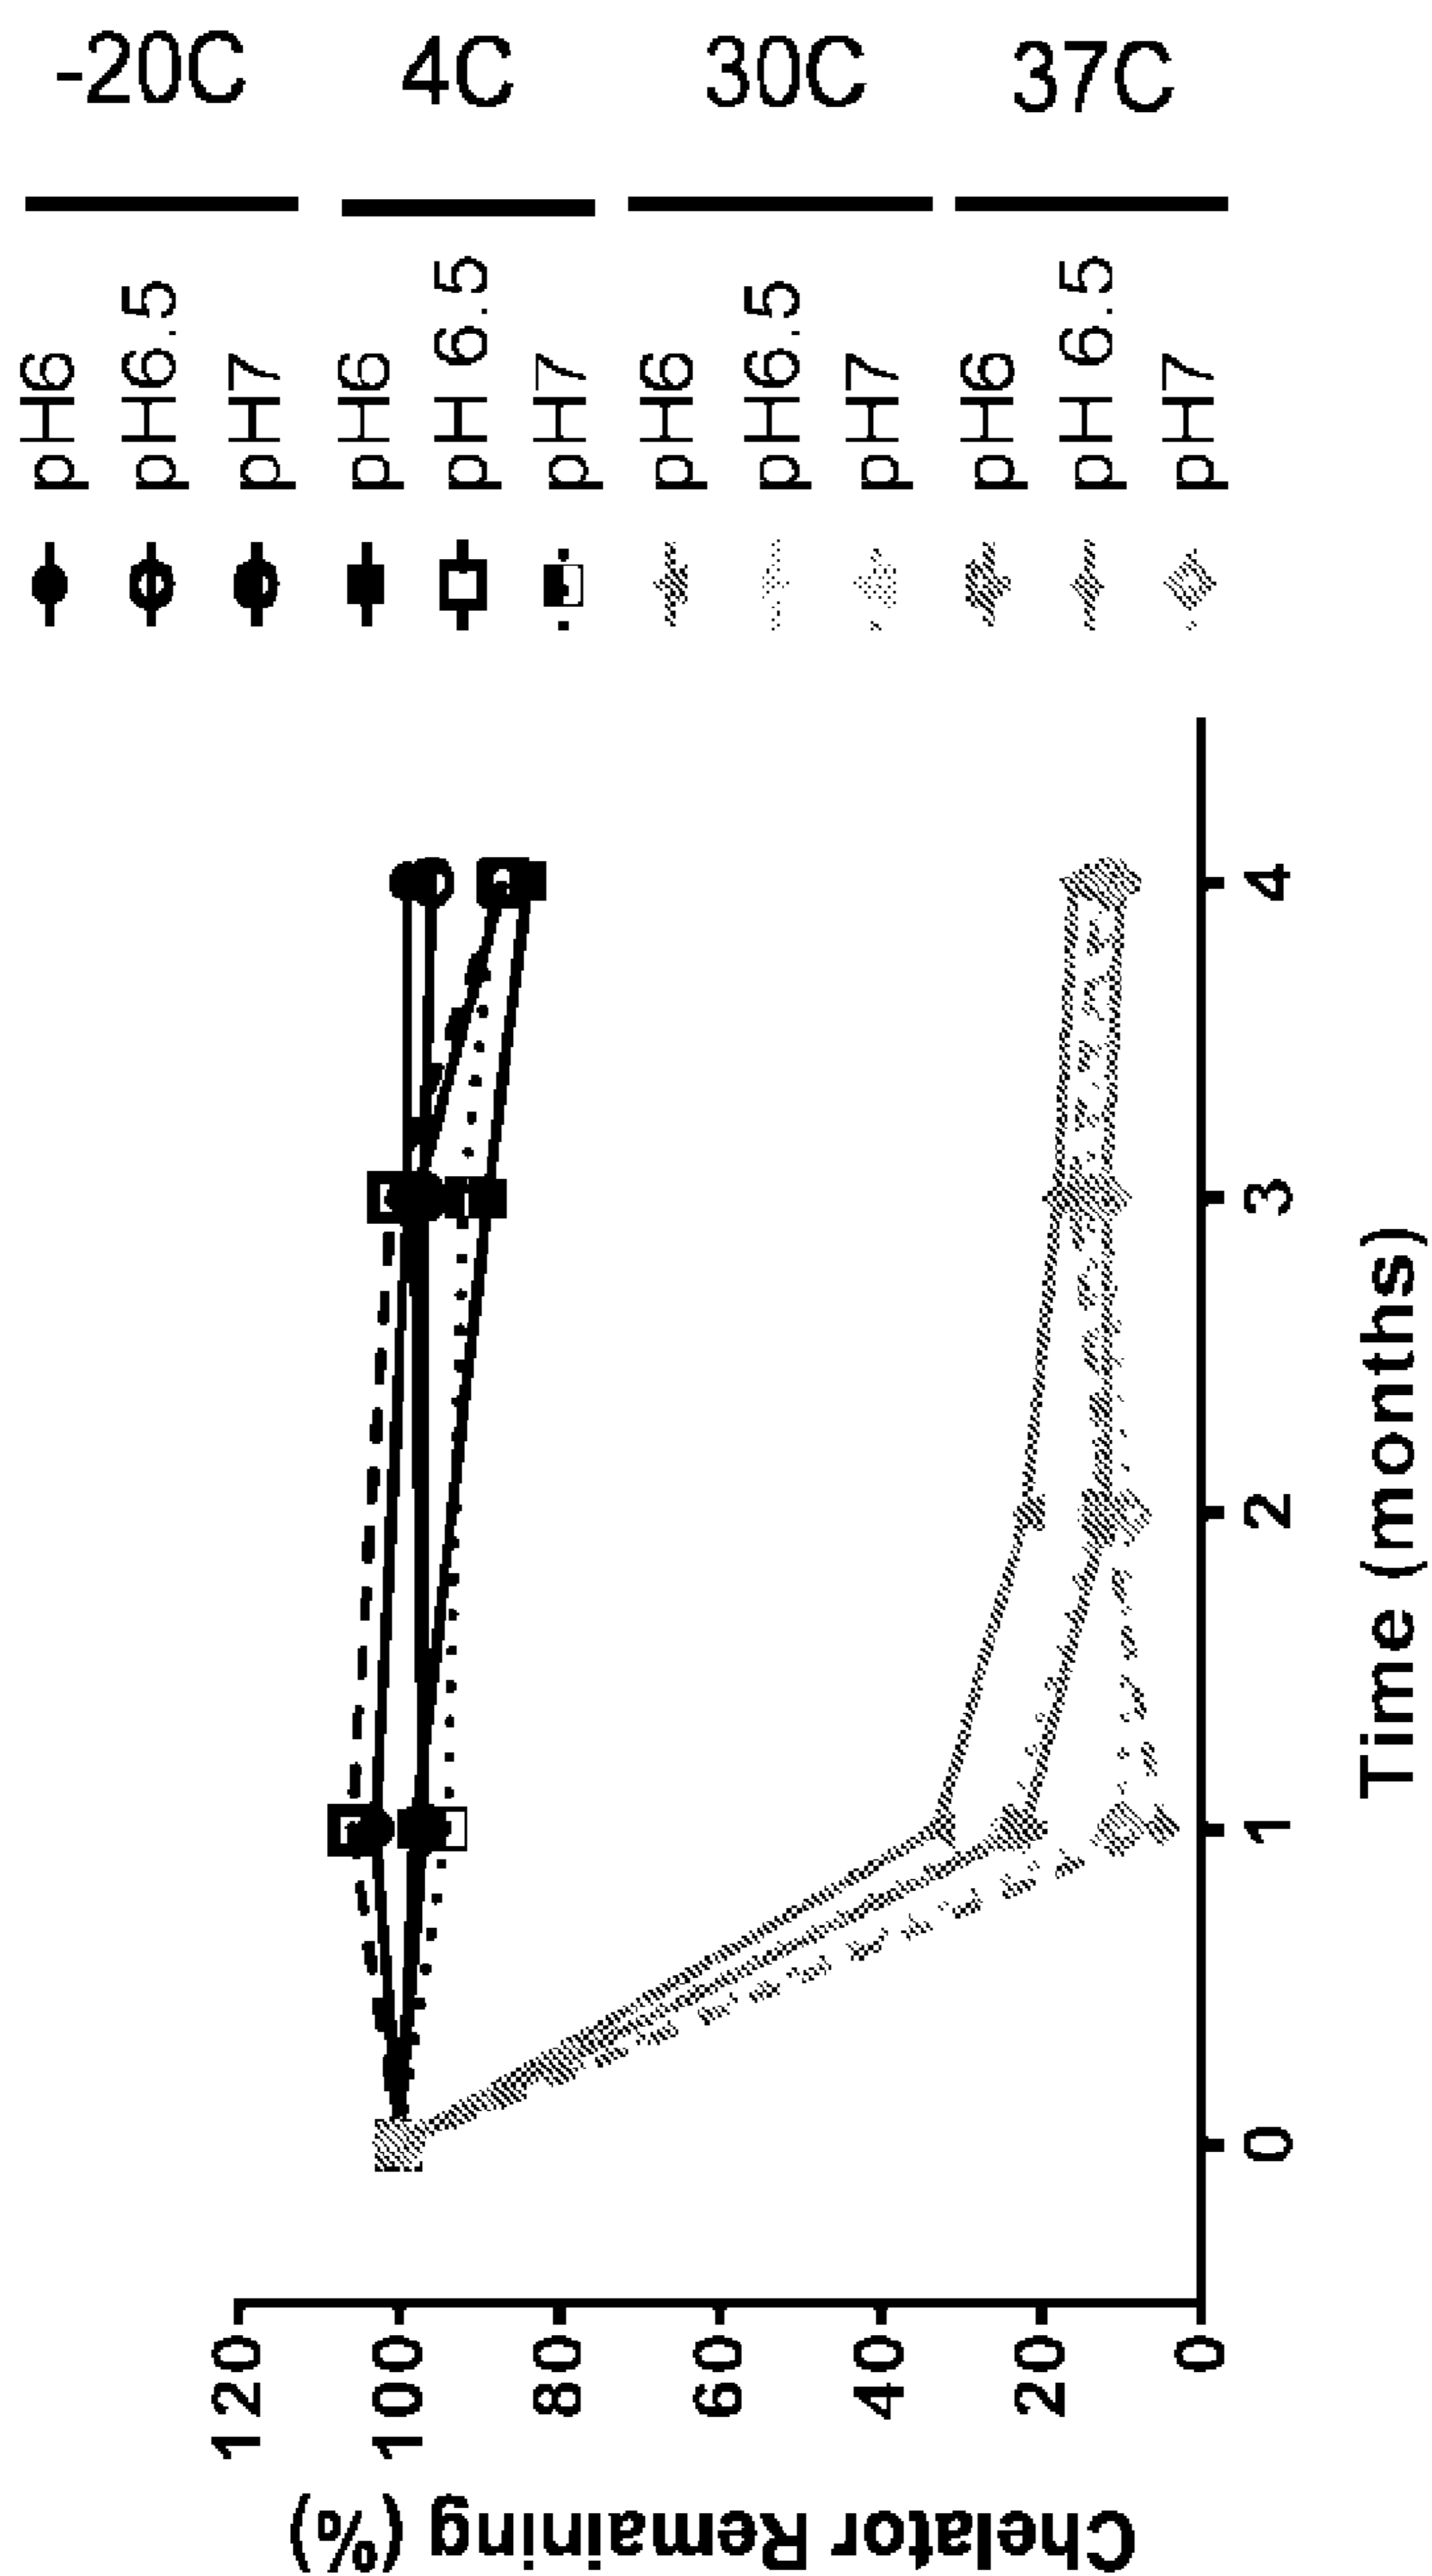 Chelator Remaining (%)
120
100
80
60
40
20
0
0
1
2
3
4
Time (months)
pH6
pH6.5
pH7
-20C
pH6
pH 6.5
pH7
4C
pH6
pH6.5
pH7
30C
pH6
pH 6.5
pH7
37C